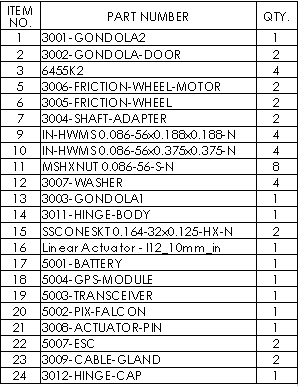 ITEM NO. PART NUMBER QTY.
1 3001-GONDOLA2 1
2 3002-GONDOLA-DOOR 2
3 6455K2 4
5 3006-FRICTION-WHEEL-MOTOR 2
6 3005-FRICTION-WHEEL 2
7 3004-SHAFT-ADAPTER 2
9 IN-HWMS 0.086-56x0.188x0.188-N 4
10 IN-HWMS 0.086-56x0.375x0.375-N 4
11 MSHXNUT 0.086-56-S-N 8
12 3007-WASHER 4
13 3003-GONDOLA1 1
14 3011-HINGE-BODY 1
15 SSCONESKT 0.164-32x0.125-HX-N 2
16 Linear Actuator - l12_10mm_in 1
17 5001-BATTERY 1
18 5004-GPS-MODULE 1
19 5003-TRANSCEIVER 1
20 5002-PIX-FALCON 1
21 3008-ACTUATOR-PIN 1
22 5007-ESC 2
23 3009-CABLE-GLAND 2
24 3012-HINGE-CAP 1